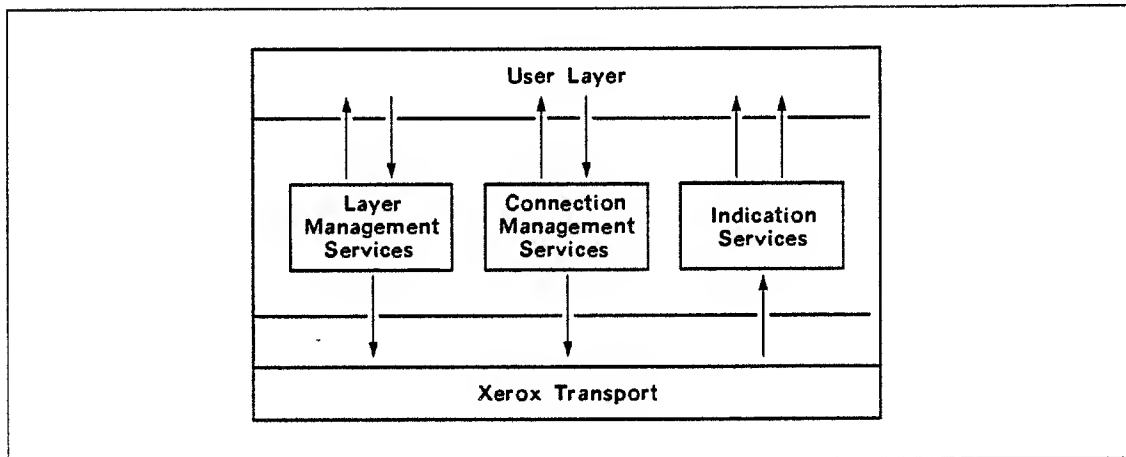 User Layer
Layer
Management
Services
Connection
Management
Services
Indication
Services
Xerox Transport